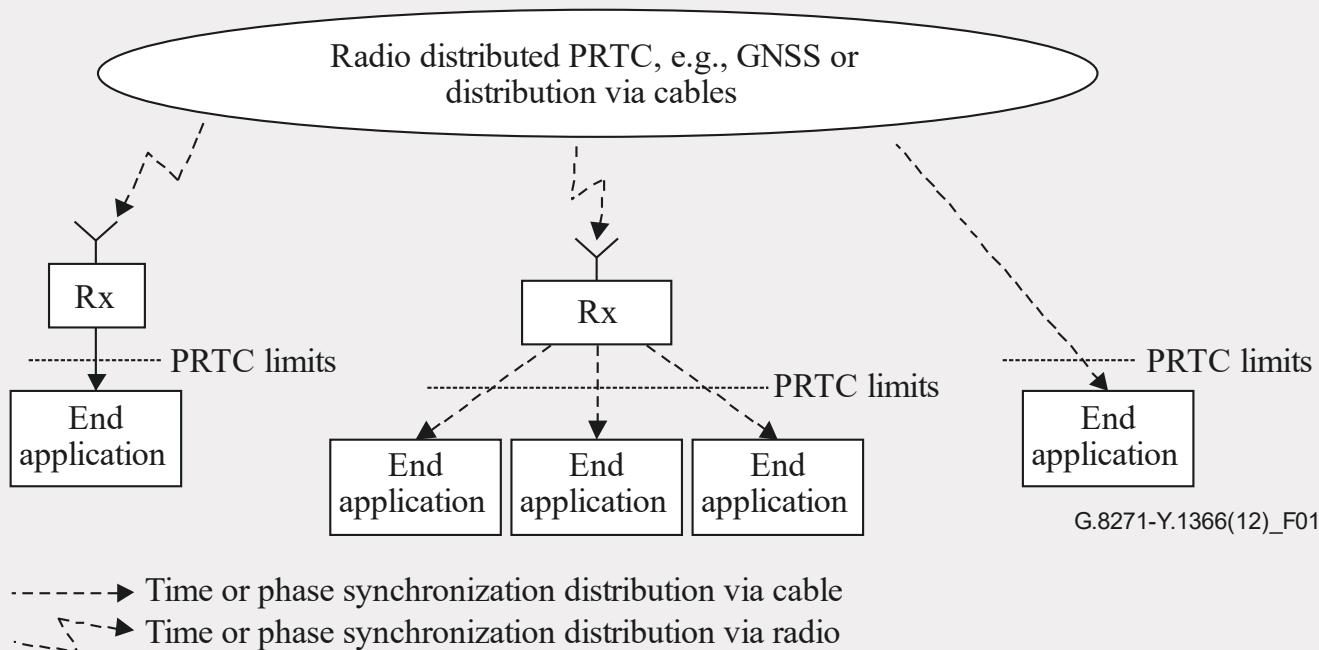 Radio distributed PRTC, e.g., GNSS or
distribution via cables
Rx
PRTC limits
End
application
Rx
PRTC limits
End
application
End
application
End
application
PRTC limits
End
application
G.8271-Y.1366(12)_F01
Time or phase synchronization distribution via cable
Time or phase synchronization distribution via radio